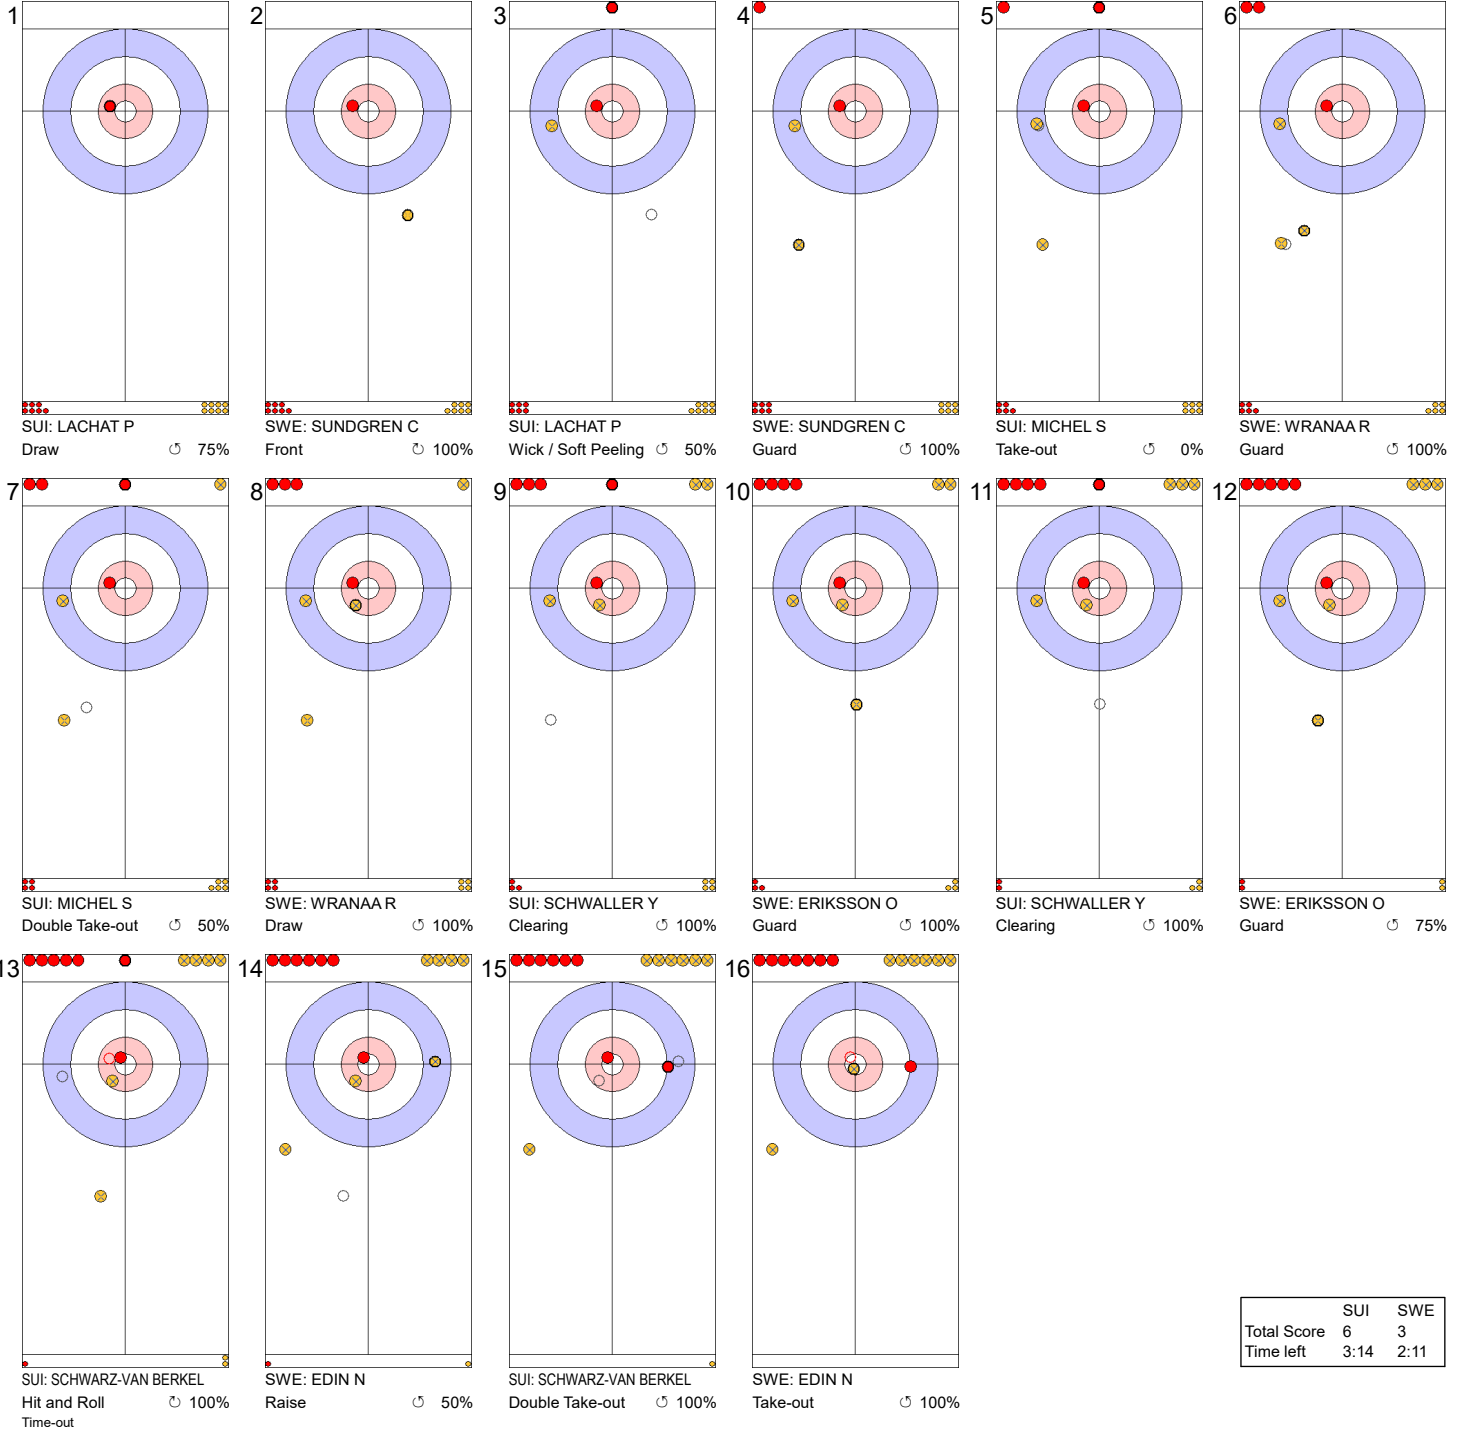 1 2 3 4 5 6
SUI: LACHAT P SWE: SUNDGREN C SUI: LACHAT P SWE: SUNDGREN C SUI: MICHEL S SWE: WRANAA R
Draw ↺ 75% Front ↻ 100% Wick / Soft Peeling ↺ 50% Guard ↺ 100% Take-out ↺ 0% Guard ↺ 100%
7 8 9 10 11 12
SUI: MICHEL S SWE: WRANAA R SUI: SCHWALLER Y SWE: ERIKSSON O SUI: SCHWALLER Y SWE: ERIKSSON O
Double Take-out ↺ 50% Draw ↺ 100% Clearing ↺ 100% Guard ↺ 100% Clearing ↺ 100% Guard ↺ 75%
13 14 15 16
SUI: SCHWARZ-VAN BERKEL SWE: EDIN N SUI: SCHWARZ-VAN BERKEL SWE: EDIN N
Hit and Roll ↻ 100% Raise ↺ 50% Double Take-out ↺ 100% Take-out ↺ 100%
Time-out
SUI SWE
Total Score 6 3
Time left 3:14 2:11